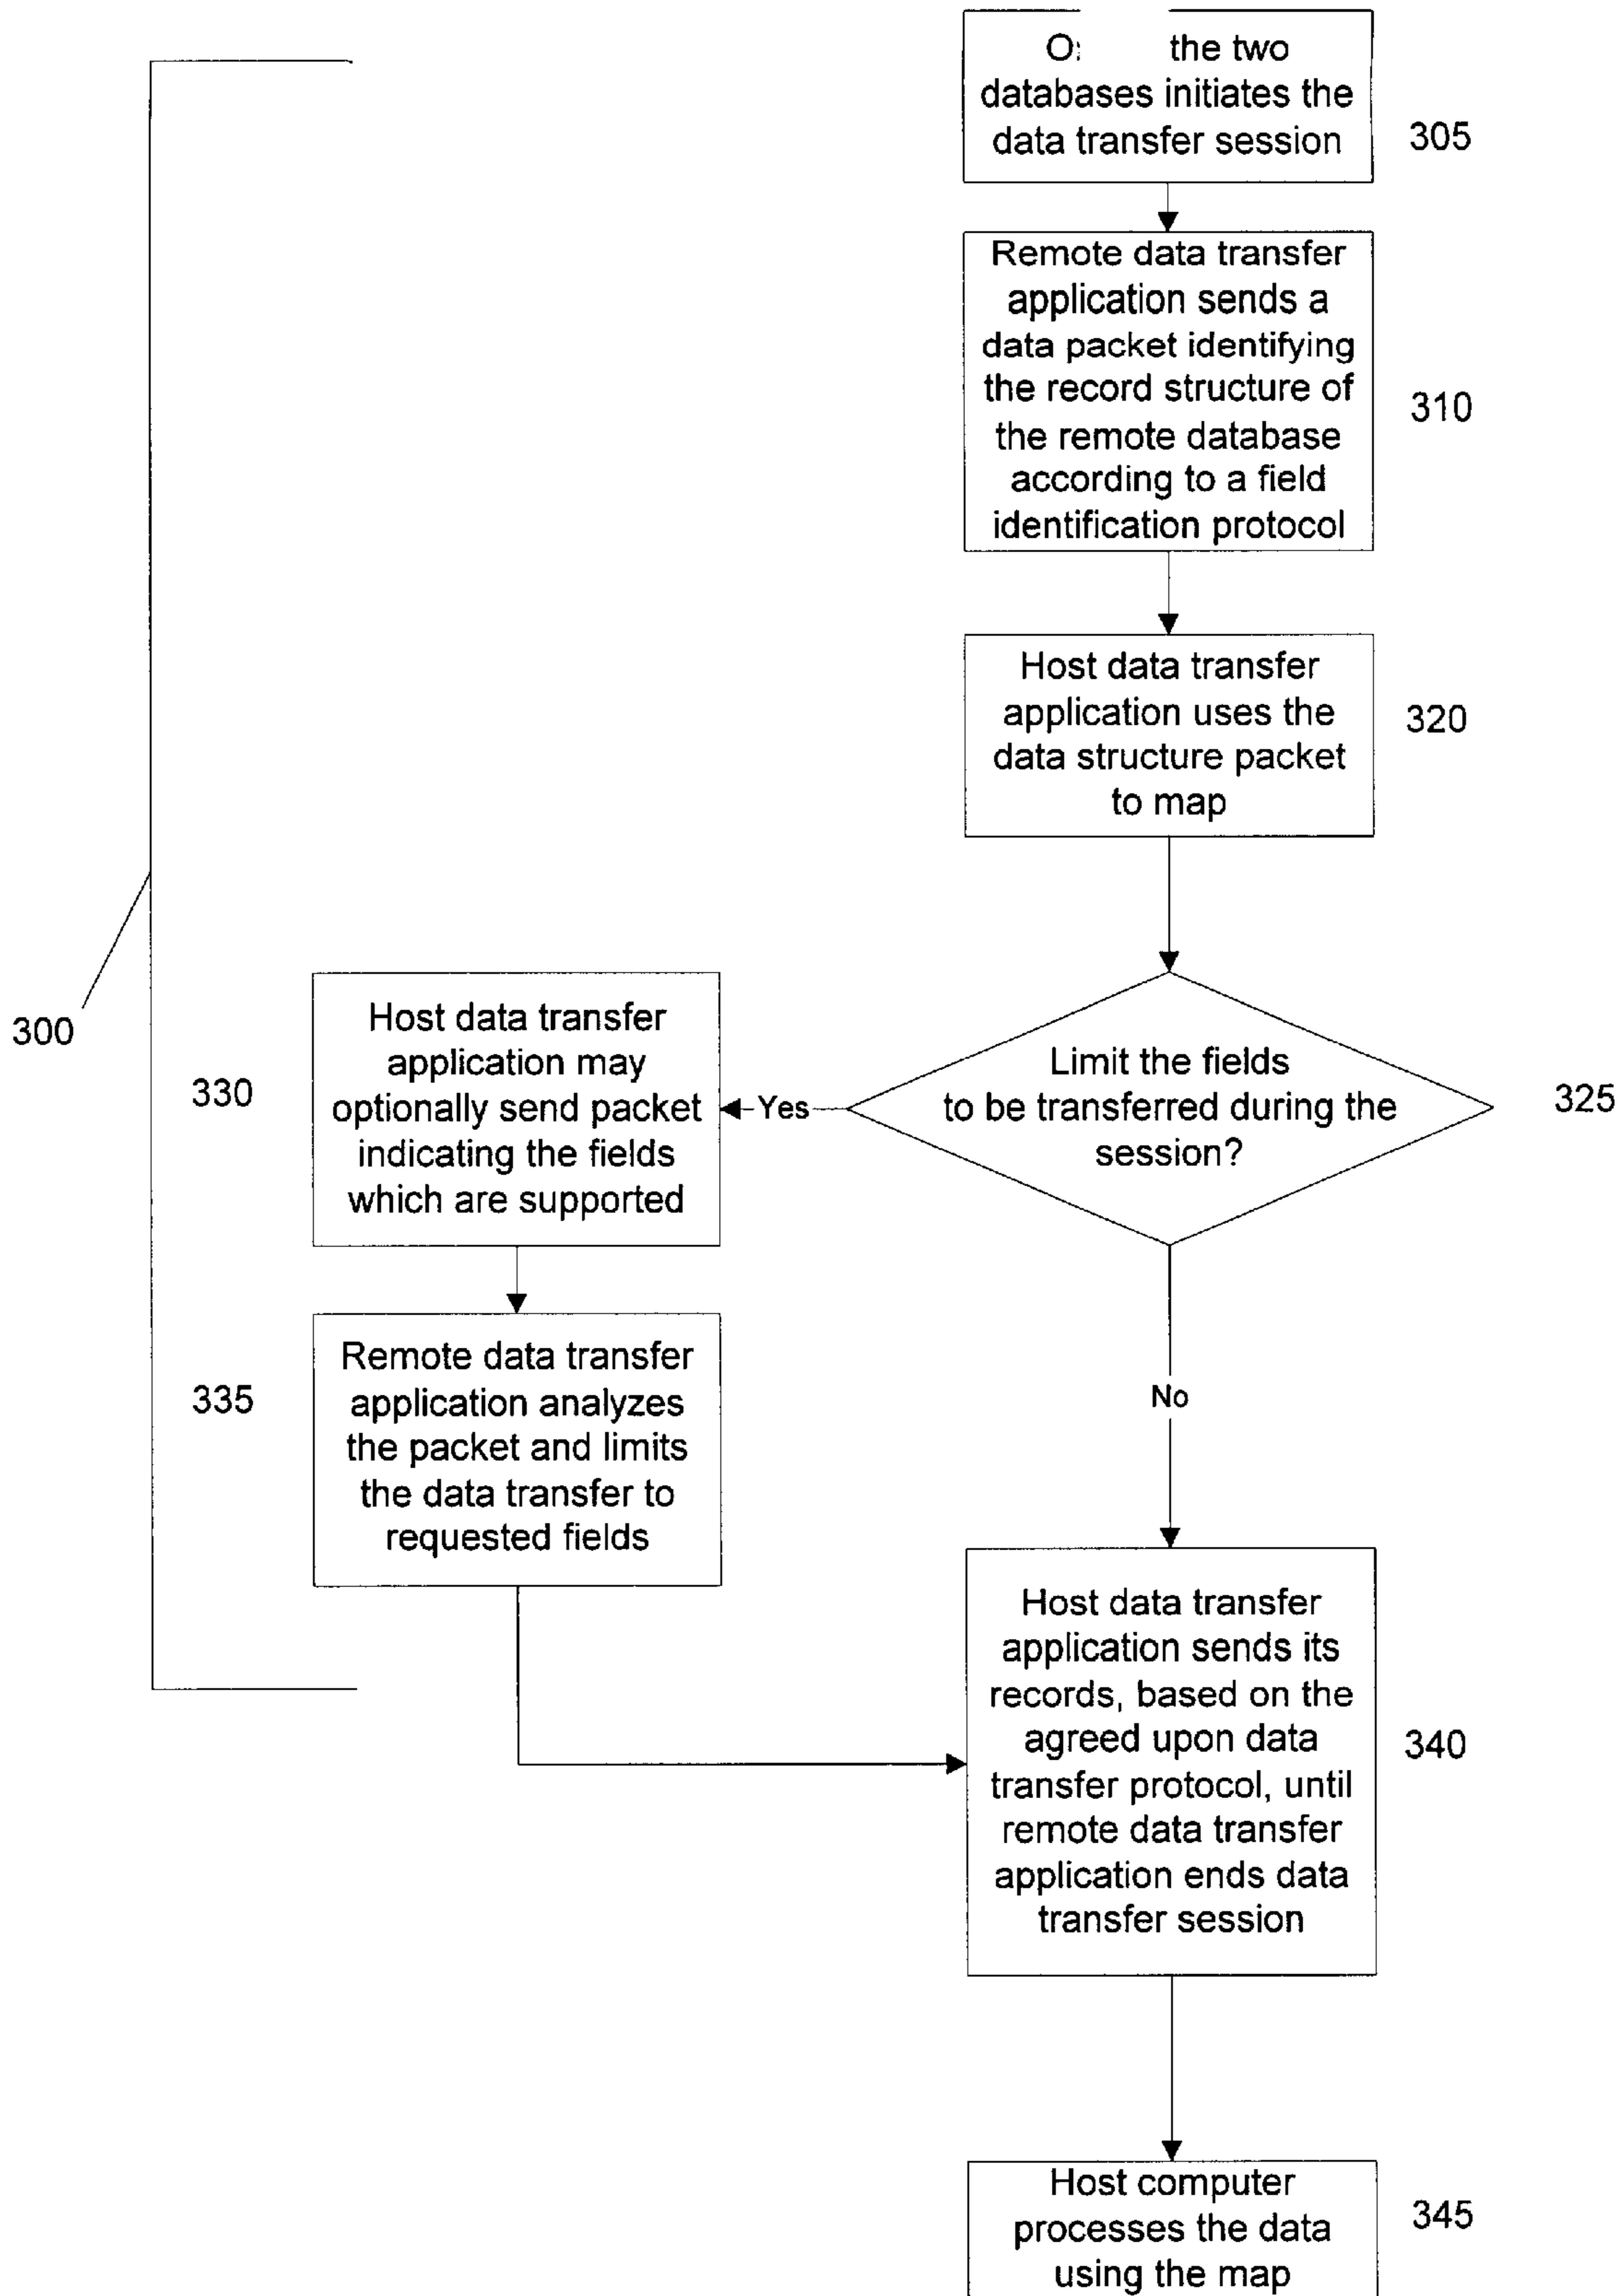 the two
databases initiates the
data transfer session
305
Remote data transfer
application sends a
data packet identifying
the record structure of
the remote database
according to a field
identification protocol
310
Host data transfer
application uses the
data structure packet
to map
320
Limit the fields
to be transferred during the
session?
325
Yes
No
300
330
Host data transfer
application may
optionally send packet
indicating the fields
which are supported
335
Remote data transfer
application analyzes
the packet and limits
the data transfer to
requested fields
Host data transfer
application sends its
records, based on the
agreed upon data
transfer protocol, until
remote data transfer
application ends data
transfer session
340
Host computer
processes the data
using the map
345